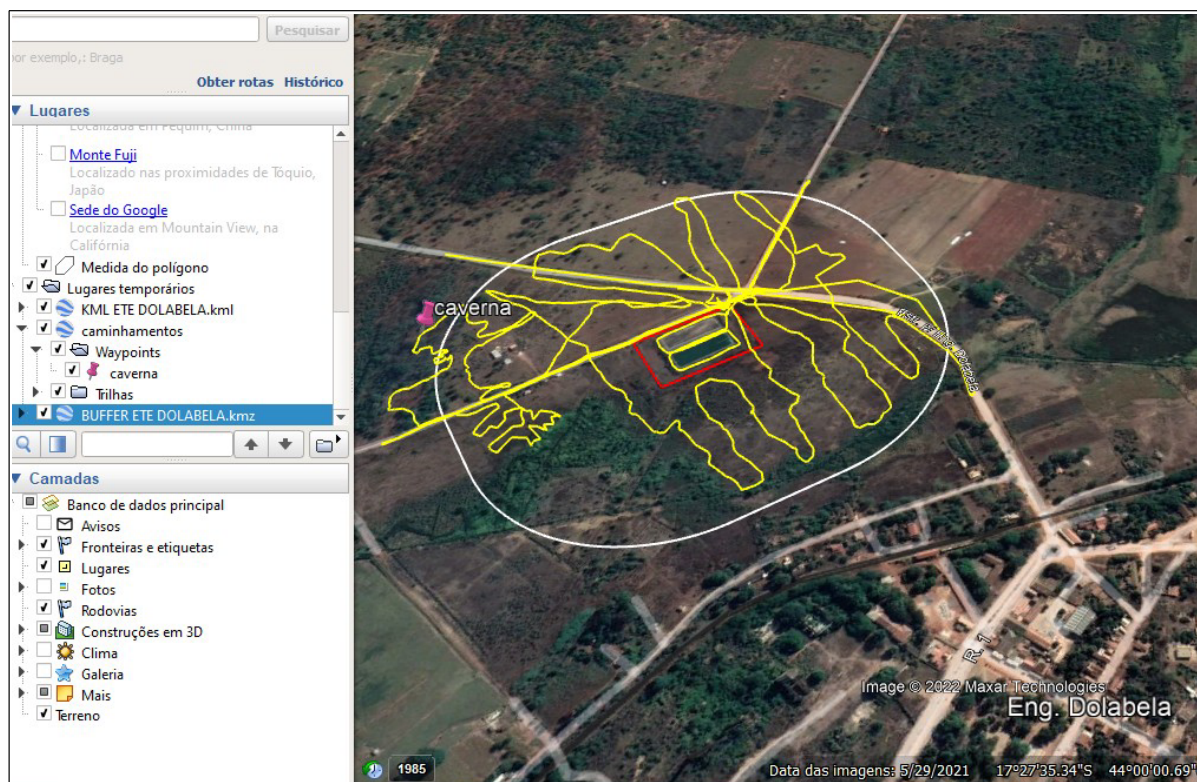 Pesquisar
por exemplo,: Braga
Obter rotas Histórico
Lugares
Localizada em Pequim, China
Monte Fuji
Localizado nas proximidades de Tóquio,
Japão
Sede do Google
Localizada em Mountain View, na
Califórnia
Medida do polígono
Lugares temporários
KML ETE DOLABELA.kml
caminhamentos
Waypoints
caverna
Trilhas
BUFFER ETE DOLABELA.kmz
Camadas
Banco de dados principal
Avisos
Fronteiras e etiquetas
Lugares
Fotos
Rodovias
Construções em 3D
Clima
Galeria
Mais
Terreno
caverna
Dolabela
R. 1
Image © 2022 Maxar Technologies
Eng. Dolabela
1985
Data das imagens: 5/29/2021 17°27'35.34"S 44°00'00.69"